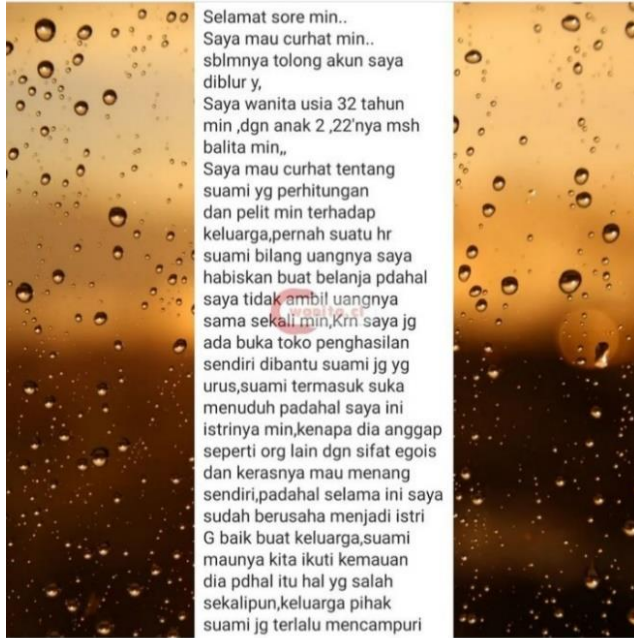 Selamat sore min..
Saya mau curhat min..
sblmnya tolong akun saya
diblur y,
Saya wanita usia 32 tahun
min ,dgn anak 2 ,22'nya msh
balita min,,
Saya mau curhat tentang
suami yg perhitungan
dan pelit min terhadap
keluarga,pernah suatu hr
suami bilang uangnya saya
habiskan buat belanja pdahal
saya tidak ambil uangnya
sama sekali min,Krn saya jg
ada buka toko penghasilan
sendiri dibantu suami jg yg
urus,suami termasuk suka
menuduh padahal saya ini
istrinya min,kenapa dia anggap
seperti org lain dgn sifat egois
dan kerasnya mau menang
sendiri,padahal selama ini saya
sudah berusaha menjadi istri
G baik buat keluarga,suami
maunya kita ikuti kemauan
dia pdhal itu hal yg salah
sekalipun,keluarga pihak
suami jg terlalu mencampuri